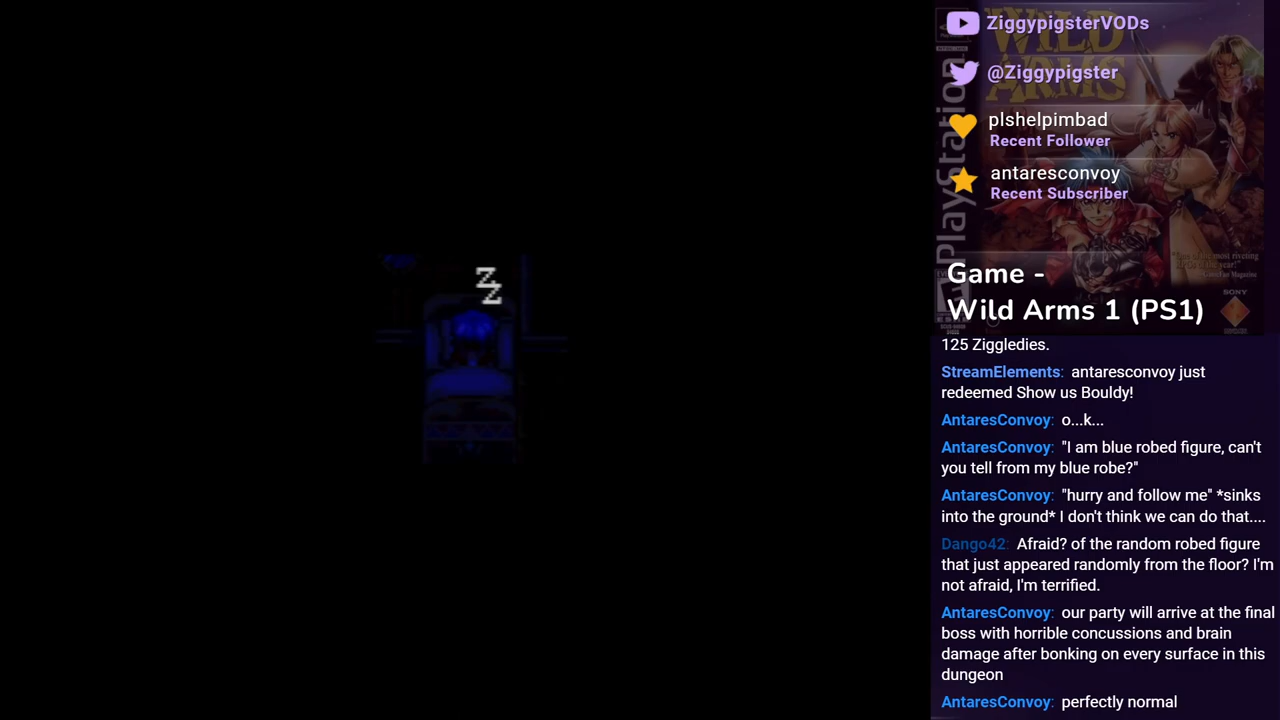 Z
Z
ZiggypigsterVODs
@Ziggypigster
plshelpimbad
Recent Follower
antaresconvoy
Recent Subscriber
WILD
ARMS
PlayStation
Game -
Wild Arms 1 (PS1)
SONY
125 Ziggledies.
StreamElements: antaresconvoy just
redeemed Show us Bouldy!
AntaresConvoy: o...k...
AntaresConvoy: "I am blue robed figure, can't
you tell from my blue robe?"
AntaresConvoy: "hurry and follow me" *sinks
into the ground* I don't think we can do that....
Dango42: Afraid? of the random robed figure
that just appeared randomly from the floor? I'm
not afraid, I'm terrified.
AntaresConvoy: our party will arrive at the final
boss with horrible concussions and brain
damage after bonking on every surface in this
dungeon
AntaresConvoy: perfectly normal